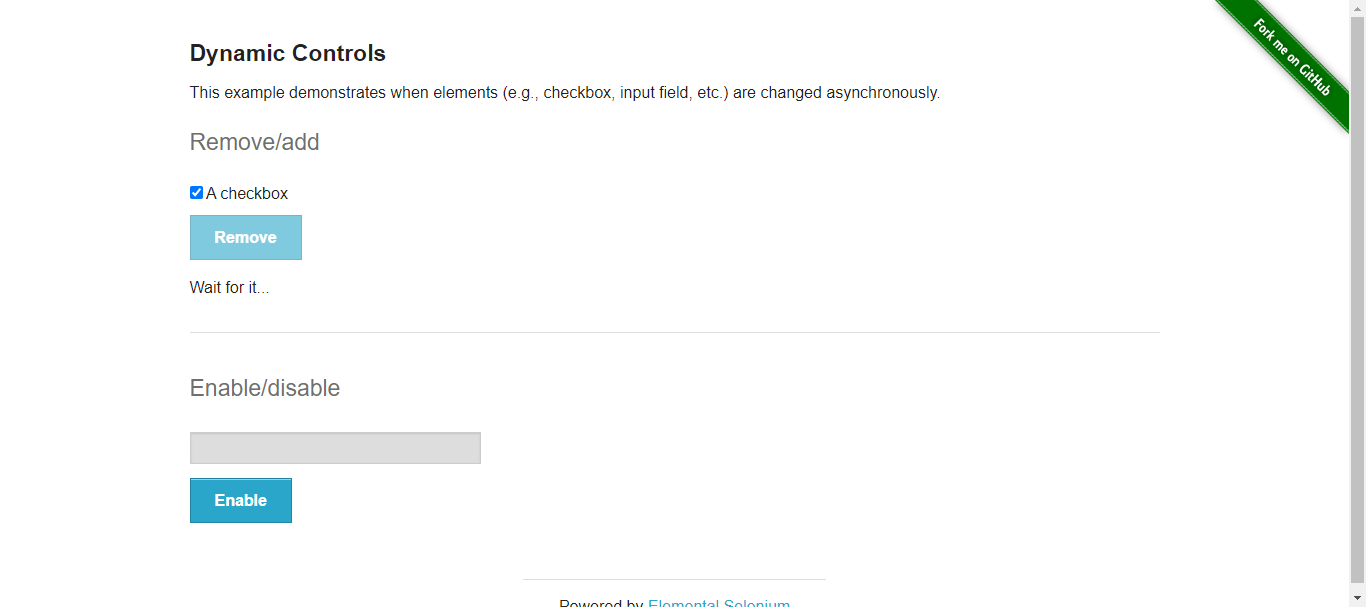 Fork me on GitHub
Dynamic Controls
This example demonstrates when elements (e.g., checkbox, input field, etc.) are changed asynchronously.
Remove/add
A checkbox
Remove
Wait for it...
Enable/disable
Enable
Powered by Elemental Selenium